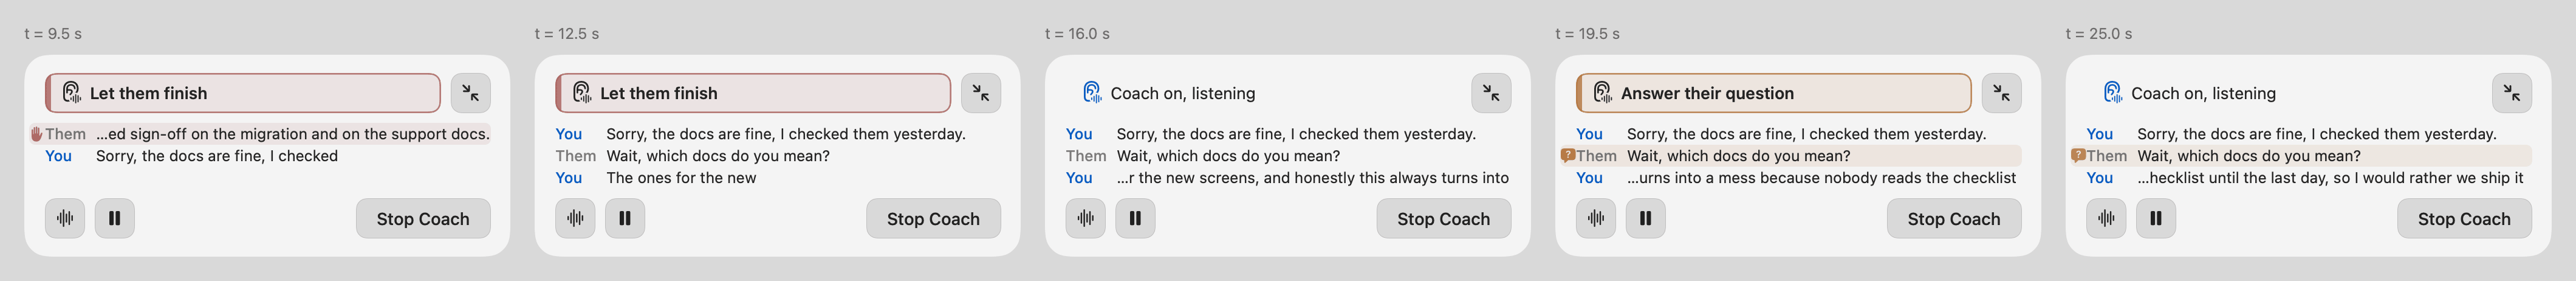 t = 9.5 s
Let them finish
Them ...ed sign-off on the migration and on the support docs.
You Sorry, the docs are fine, I checked
Stop Coach
t = 12.5 s
Let them finish
You Sorry, the docs are fine, I checked them yesterday.
Them Wait, which docs do you mean?
You The ones for the new
Stop Coach
t = 16.0 s
Coach on, listening
You Sorry, the docs are fine, I checked them yesterday.
Them Wait, which docs do you mean?
You ...r the new screens, and honestly this always turns into
Stop Coach
t = 19.5 s
Answer their question
You Sorry, the docs are fine, I checked them yesterday.
? Them Wait, which docs do you mean?
You ...urns into a mess because nobody reads the checklist
Stop Coach
t = 25.0 s
Coach on, listening
You Sorry, the docs are fine, I checked them yesterday.
? Them Wait, which docs do you mean?
You ...hecklist until the last day, so I would rather we ship it
Stop Coach